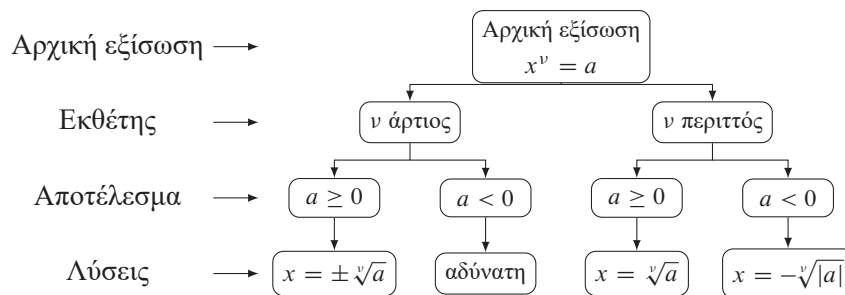 Αρχική εξίσωση
Αρχική εξίσωση
x^ν = a
Εκθέτης
ν άρτιος
ν περιττός
Αποτέλεσμα
a ≥ 0
a < 0
a ≥ 0
a < 0
Λύσεις
x = ± ᵛ√a
αδύνατη
x = ᵛ√a
x = −ᵛ√|a|